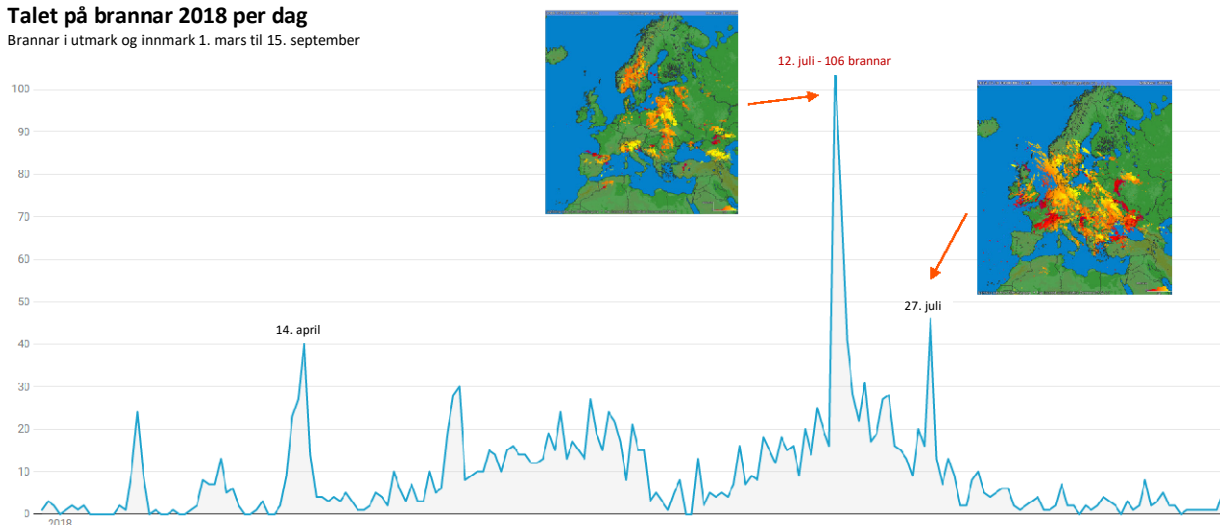 Talet på brannar 2018 per dag
Brannar i utmark og innmark 1. mars til 15. september
12. juli - 106 brannar
100
90
80
70
60
50
27. juli
14. april
40
30
20
10
0
2018